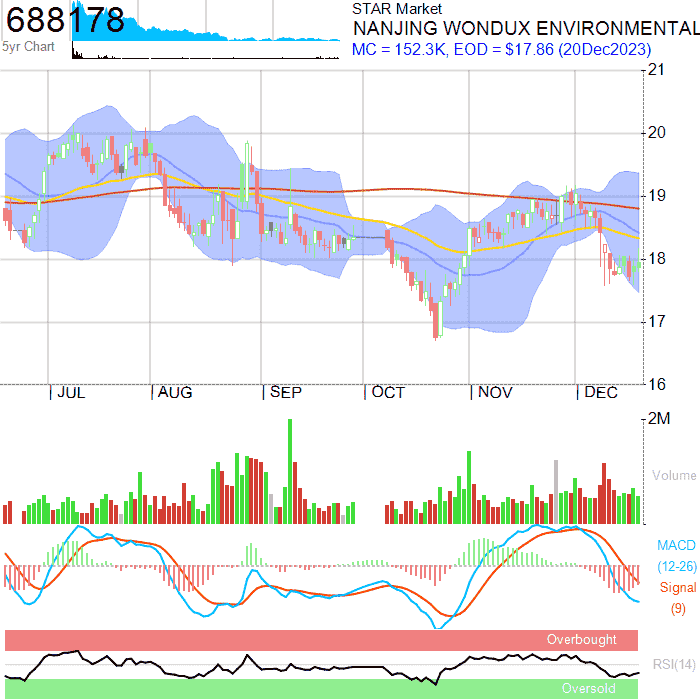 688178
5yr Chart
STAR Market
NANJING WONDUX ENVIRONMENTAL
MC = 152.3K, EOD = $17.86 (20Dec2023)
21
20
19
18
17
16
JUL
AUG
SEP
OCT
NOV
DEC
2M
Volume
MACD
(12-26)
Signal
(9)
Overbought
RSI(14)
Oversold